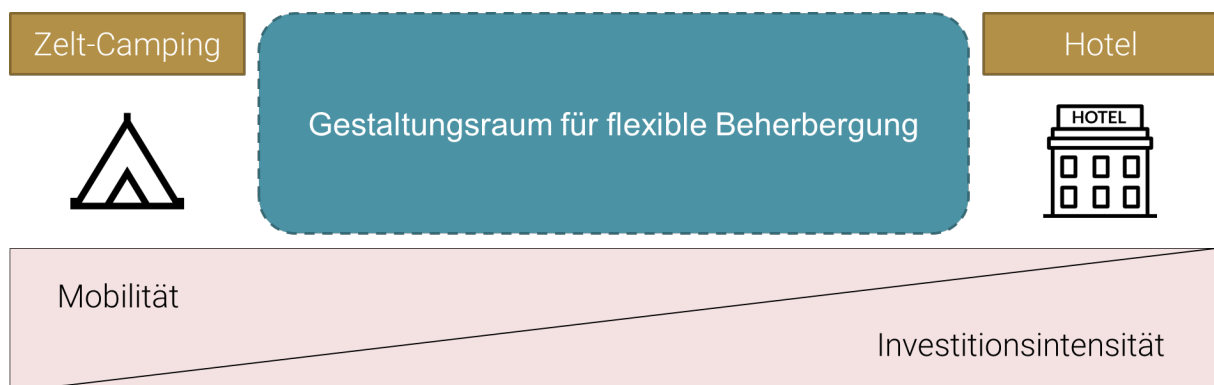 Zelt-Camping
Gestaltungsraum für flexible Beherbergung
Hotel
HOTEL
Mobilität
Investitionsintensität